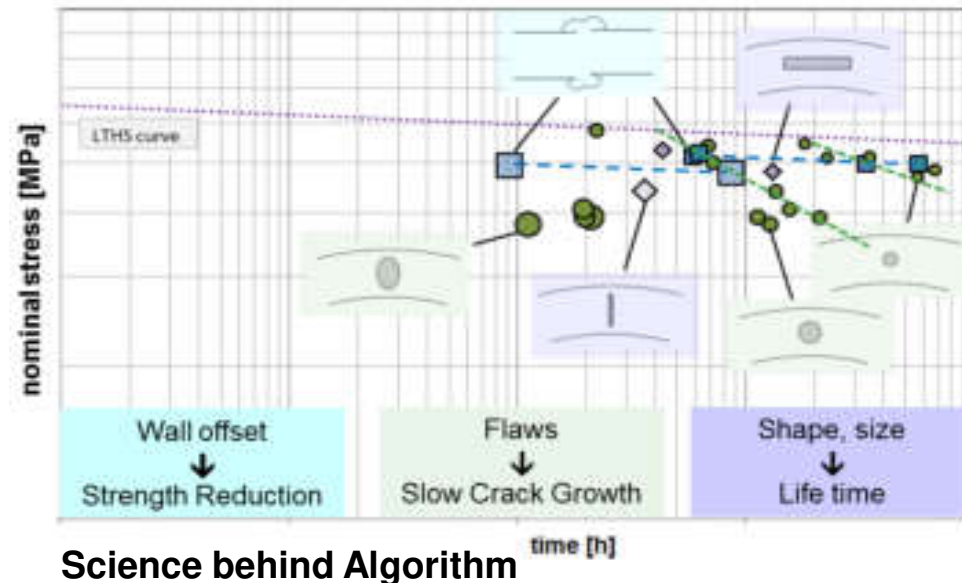 LTHS curve
nominal stress [MPa]
Wall offset
Strength Reduction
Flaws
Slow Crack Growth
Shape, size
Life time
time [h]
Science behind Algorithm